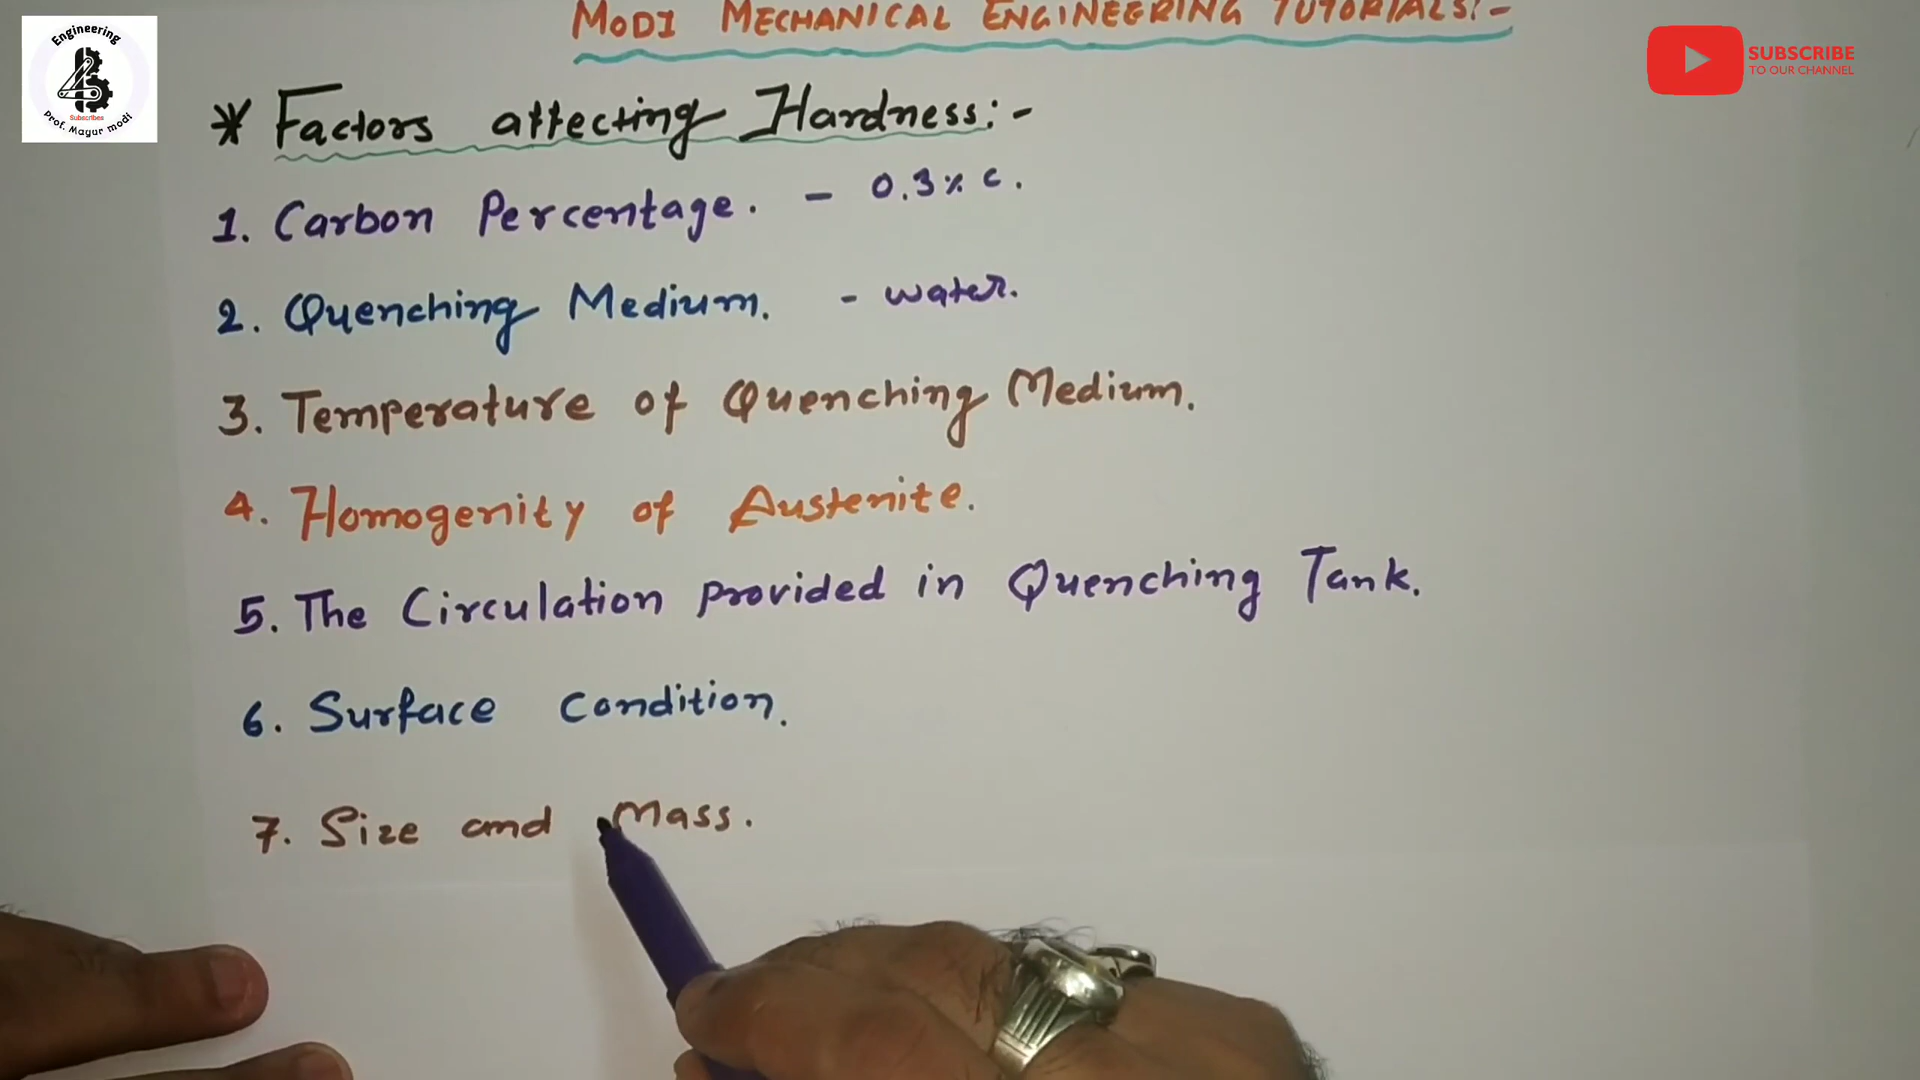 MODI MECHANICAL ENGINEERING TUTORIALS:-
Engineering
Subscribes
Prof. Mayur modi
SUBSCRIBE
TO OUR CHANNEL
* Factors affecting Hardness:-
1. Carbon Percentage. - 0.3% C.
2. Quenching Medium. - water.
3. Temperature of Quenching Medium.
4. Homogenity of Austenite.
5. The Circulation provided in Quenching Tank.
6. Surface Condition.
7. Size and Mass.